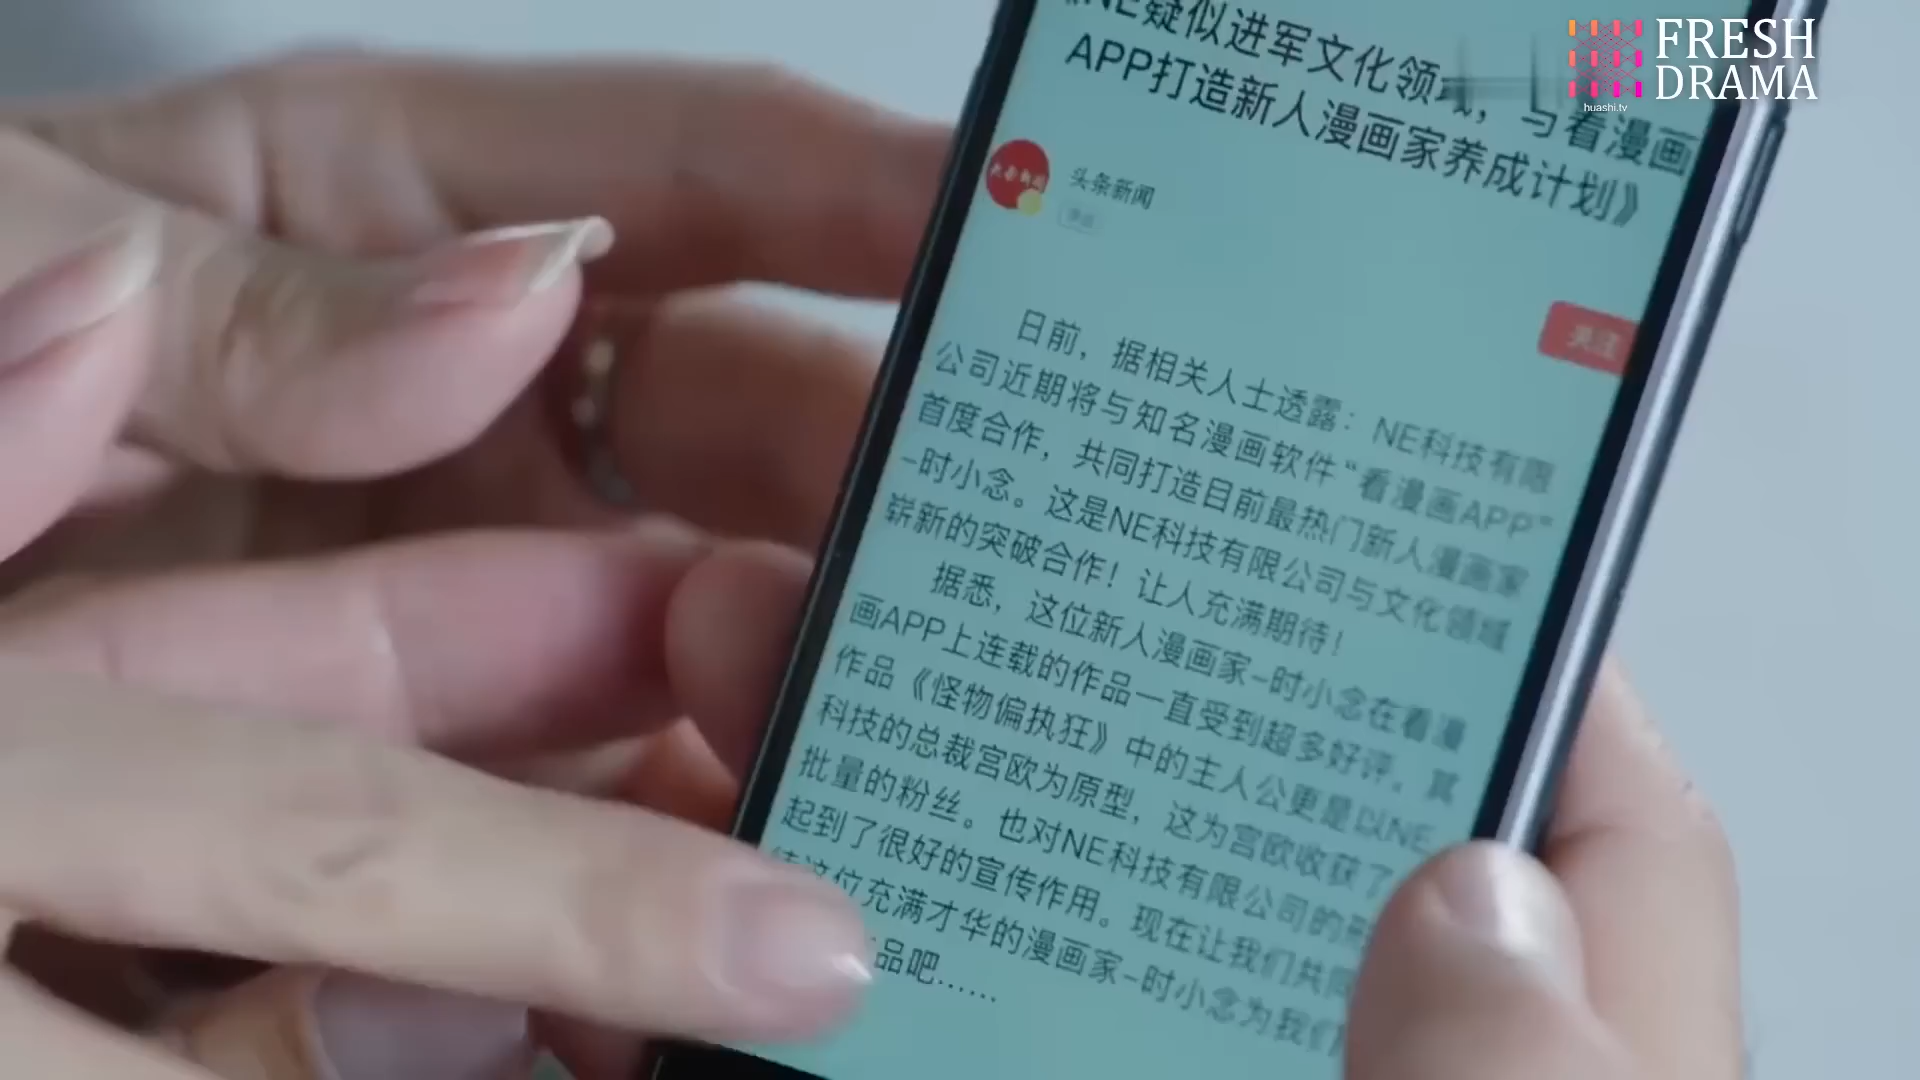 NE疑似进军文化领域，与看漫画
APP打造新人漫画家养成计划》
头条新闻
关注
日前，据相关人士透露：NE科技有限
公司近期将与知名漫画软件“看漫画APP”
首度合作，共同打造目前最热门新人漫画家
-时小念。这是NE科技有限公司与文化领域
崭新的突破合作！让人充满期待！
据悉，这位新人漫画家-时小念在看漫
画APP上连载的作品一直受到超多好评。其
作品《怪物偏执狂》中的主人公更是以NE
科技的总裁宫欧为原型，这为宫欧收获了
批量的粉丝。也对NE科技有限公司的
起到了很好的宣传作用。现在让我们共同
这位充满才华的漫画家-时小念为我们
品吧……
FRESH
DRAMA
huashi.tv